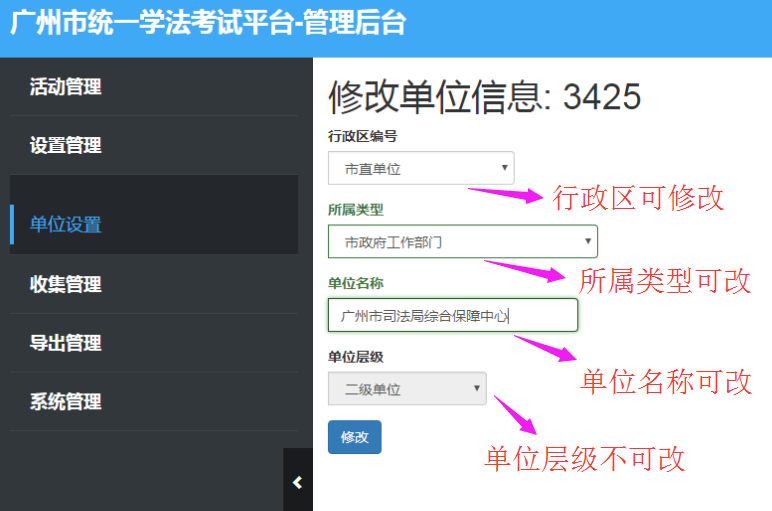 广州市统一学法考试平台-管理后台
活动管理
设置管理
单位设置
收集管理
导出管理
系统管理
修改单位信息: 3425
行政区编号
市直单位
行政区可修改
所属类型
市政府工作部门
所属类型可改
单位名称
广州市司法局综合保障中心
单位名称可改
单位层级
二级单位
单位层级不可改
修改